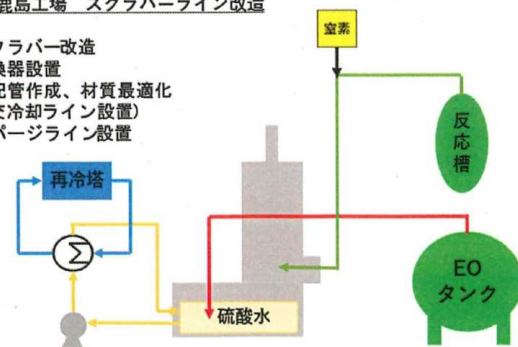 鹿島工場 スクラバーライン改造
クラバー改造
換器設置
配管作成、材質最適化
冷却ライン設置)
パージライン設置
窒素
反応槽
再冷塔
EO
タンク
硫酸水